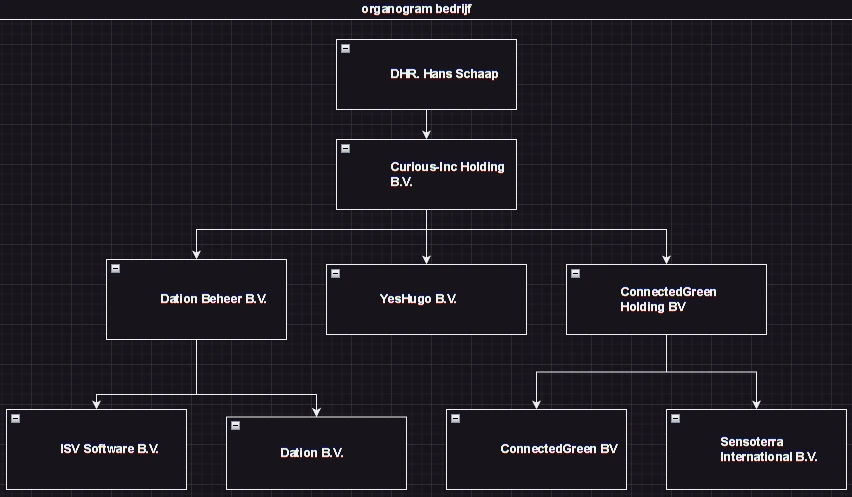 organogram bedrijf
DHR. Hans Schaap
Curious-Inc Holding
B.V.
Dation Beheer B.V.
YesHugo B.V.
ConnectedGreen
Holding BV
ISV Software B.V.
Dation B.V.
ConnectedGreen BV
Sensoterra
International B.V.